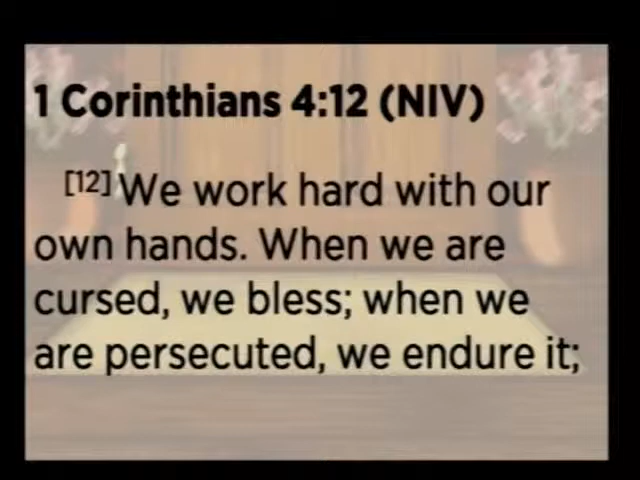 1 Corinthians 4:12 (NIV)
[12] We work hard with our
own hands. When we are
cursed, we bless; when we
are persecuted, we endure it;